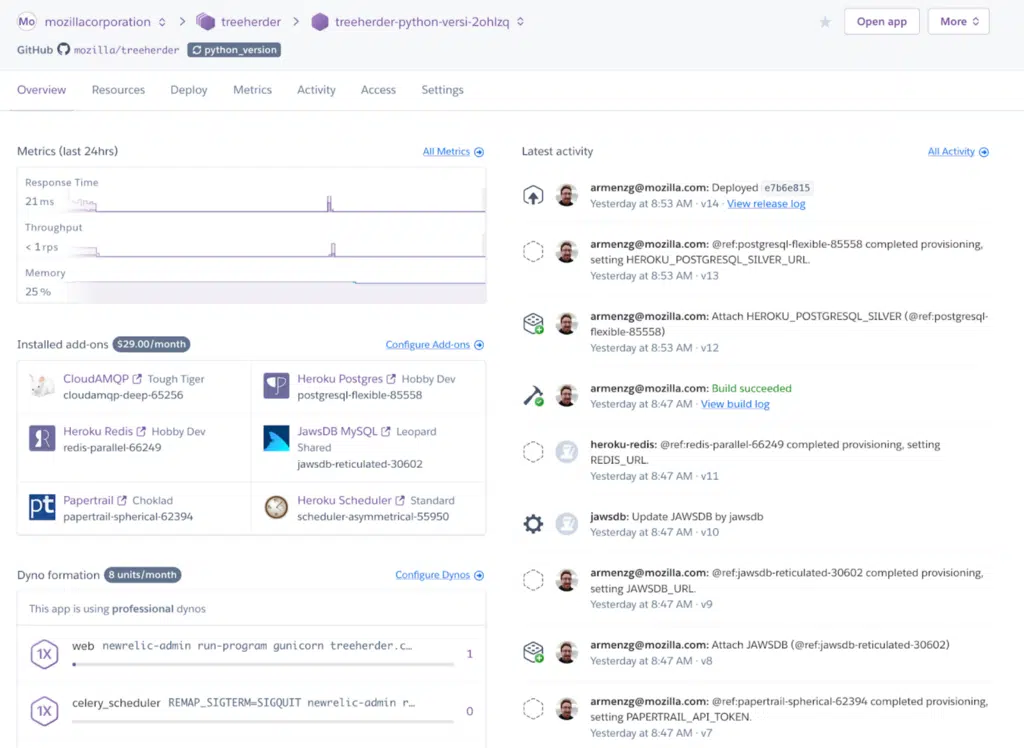 Mo mozillacorporation > treeherder > treeherder-python-versi-2ohlzq
Open app
More
GitHub mozilla/treeherder python_version
Overview Resources Deploy Metrics Activity Access Settings
Metrics (last 24hrs)
All Metrics
Response Time
21 ms
Throughput
< 1 rps
Memory
25 %
Installed add-ons $29.00/month
Configure Add-ons
CloudAMQP Tough Tiger
cloudamqp-deep-65256
Heroku Postgres Hobby Dev
postgresql-flexible-85558
Heroku Redis Hobby Dev
redis-parallel-66249
JawsDB MySQL Leopard
Shared
jawsdb-reticulated-30602
pt
Papertrail Choklad
papertrail-spherical-62394
Heroku Scheduler Standard
scheduler-asymmetrical-55950
Dyno formation 8 units/month
Configure Dynos
This app is using professional dynos
1X
web newrelic-admin run-program gunicorn treeherder.c…
1
1X
celery_scheduler REMAP_SIGTERM=SIGQUIT newrelic-admin r…
0
Latest activity
All Activity
armenzg@mozilla.com: Deployed e7b6e815
Yesterday at 8:53 AM · v14 · View release log
armenzg@mozilla.com: @ref:postgresql-flexible-85558 completed provisioning,
setting HEROKU_POSTGRESQL_SILVER_URL.
Yesterday at 8:53 AM · v13
armenzg@mozilla.com: Attach HEROKU_POSTGRESQL_SILVER (@ref:postgresql-
flexible-85558)
Yesterday at 8:53 AM · v12
armenzg@mozilla.com: Build succeeded
Yesterday at 8:47 AM · View build log
heroku-redis: @ref:redis-parallel-66249 completed provisioning, setting
REDIS_URL.
Yesterday at 8:47 AM · v11
jawsdb: Update JAWSDB by jawsdb
Yesterday at 8:47 AM · v10
armenzg@mozilla.com: @ref:jawsdb-reticulated-30602 completed provisioning,
setting JAWSDB_URL.
Yesterday at 8:47 AM · v9
armenzg@mozilla.com: Attach JAWSDB (@ref:jawsdb-reticulated-30602)
Yesterday at 8:47 AM · v8
armenzg@mozilla.com: @ref:papertrail-spherical-62394 completed provisioning,
setting PAPERTRAIL_API_TOKEN.
Yesterday at 8:47 AM · v7